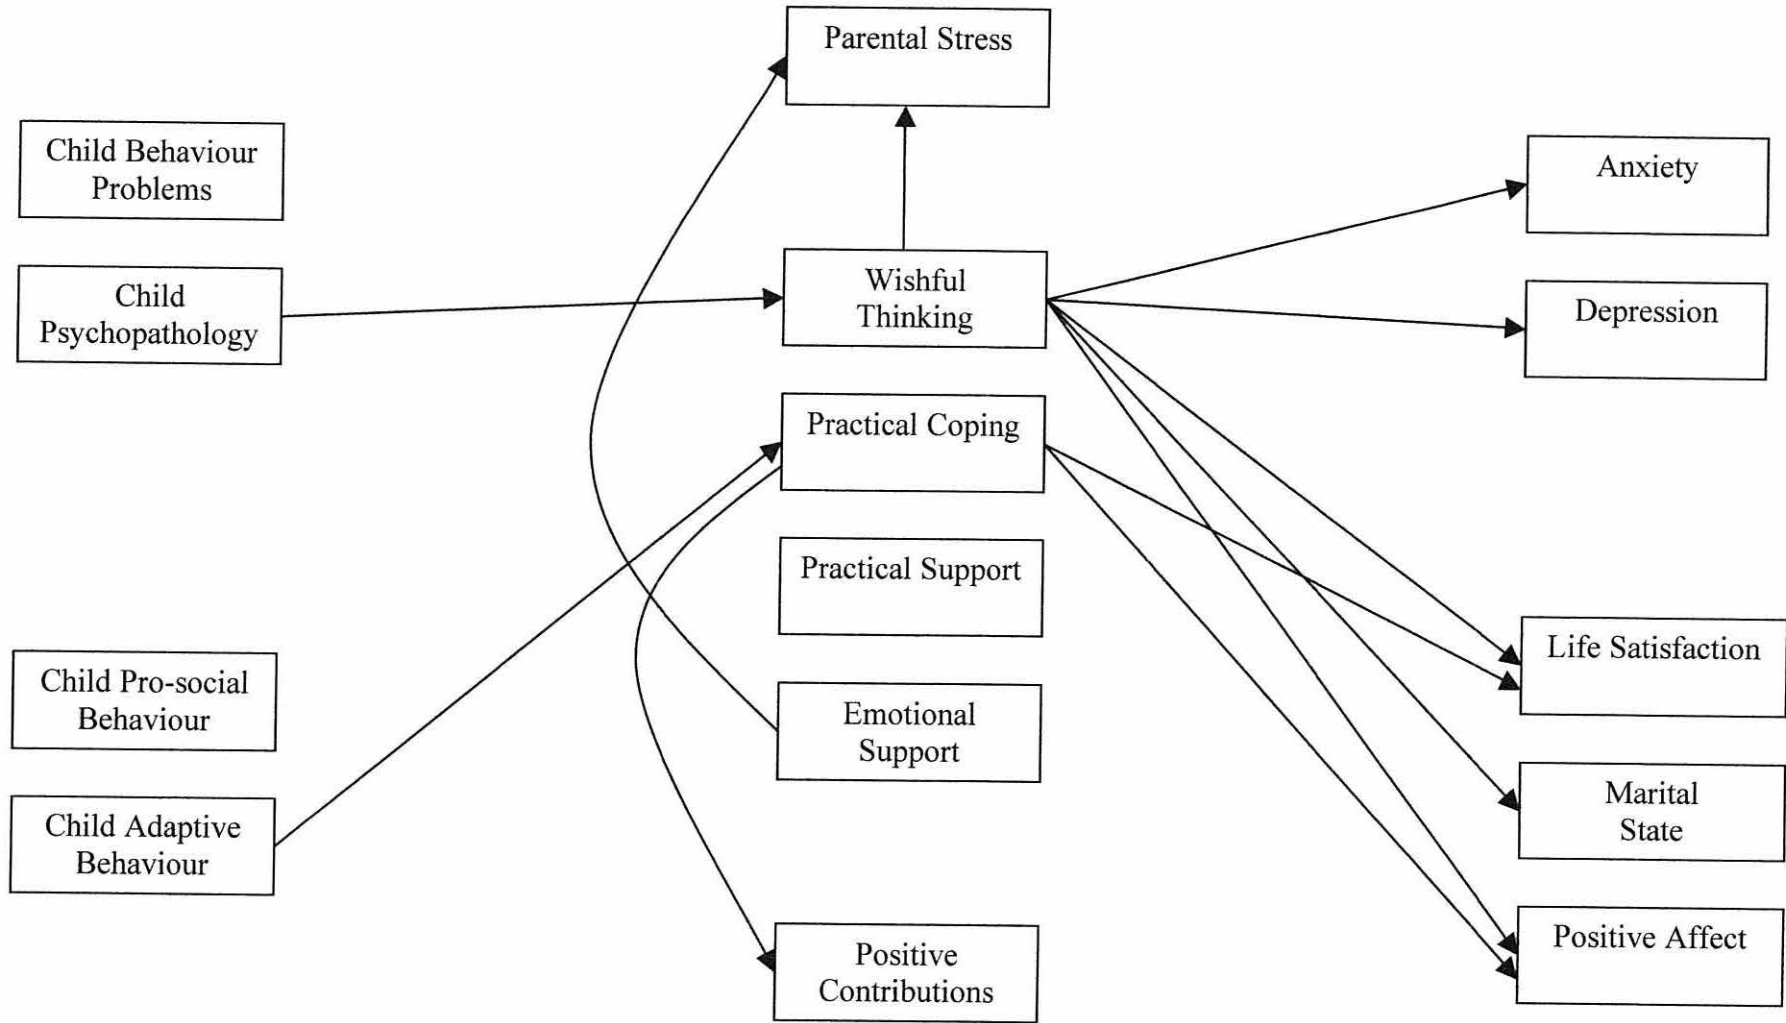 Parental Stress
Child Behaviour
Problems
Anxiety
Child
Psychopathology
Wishful
Thinking
Depression
Practical Coping
Practical Support
Child Pro-social
Behaviour
Emotional
Support
Life Satisfaction
Child Adaptive
Behaviour
Marital
State
Positive
Contributions
Positive Affect